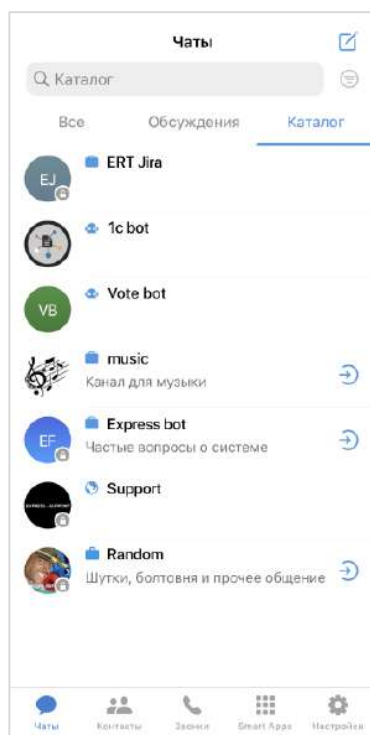 Чаты
Каталог
Все Обсуждения Каталог
EJ
ERT Jira
1c bot
VB
Vote bot
music
Канал для музыки
EF
Express bot
Частые вопросы о системе
Support
Random
Шутки, болтовня и прочее общение
Чаты Контакты Звонки Smart Apps Настройки